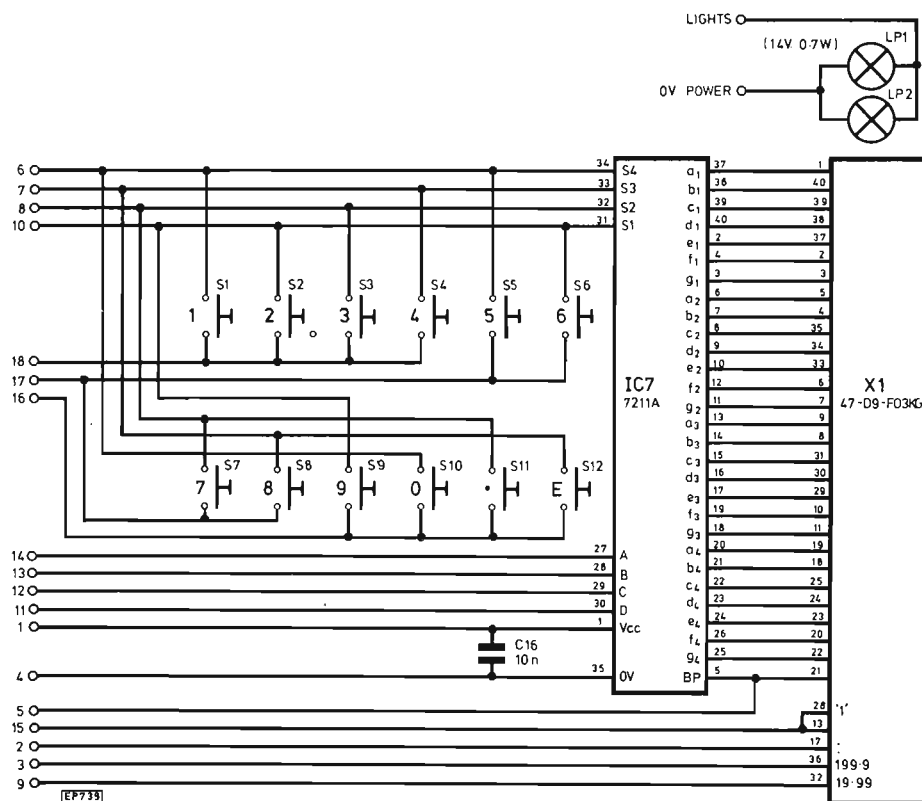 LIGHTS
(14V 0·7W)
LP1
0V POWER
LP2
6 34 S4 a1 37 1
7 33 S3 b1 36 40
8 32 S2 c1 39 39
10 31 S1 d1 40 38
e1 2 37
f1 4 2
g1 3 3
S1 S2 S3 S4 S5 S6
1 2 3 4 5 6
a2 6 5
b2 7 4
c2 8 35
d2 9 34
18
17
16
e2 10 33
f2 12 6
g2 11 7
IC7
7211A
X1
47-D9-F03KG
a3 13 9
b3 14 8
c3 15 31
d3 16 30
e3 17 29
f3 19 10
g3 18 11
S7 S8 S9 S10 S11 S12
7 8 9 0 · E
a4 20 19
b4 21 18
c4 22 25
d4 23 24
e4 24 23
f4 26 20
g4 25 22
BP 5 21
14 27 A
13 28 B
12 29 C
11 30 D
1 1 Vcc
C16
10n
4 35 0V
5 28 '1'
15 13
2 17 :
3 36 199·9
9 32 19·99
EP739